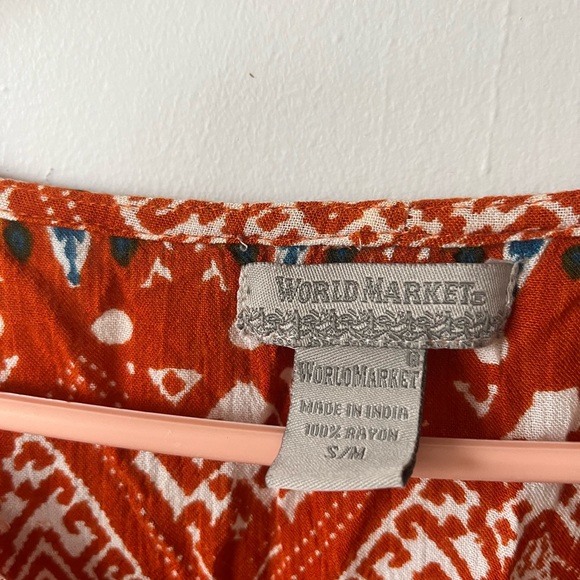 WORLD MARKET®
WORLD MARKET
MADE IN INDIA
100% RAYON
S/M